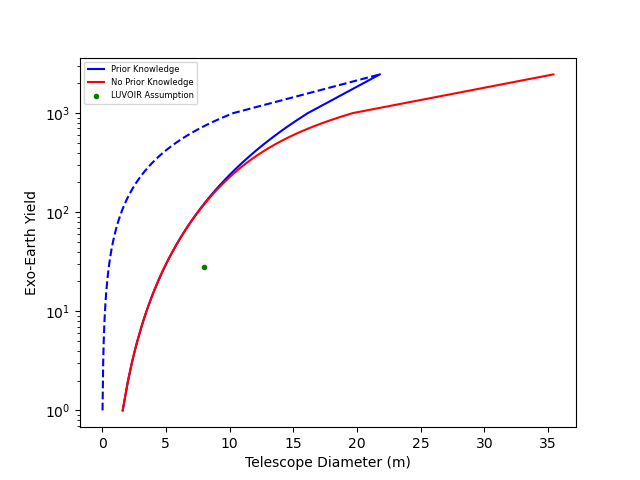 Prior Knowledge
No Prior Knowledge
LUVOIR Assumption
10³
10²
10¹
10⁰
Exo-Earth Yield
0 5 10 15 20 25 30 35
Telescope Diameter (m)